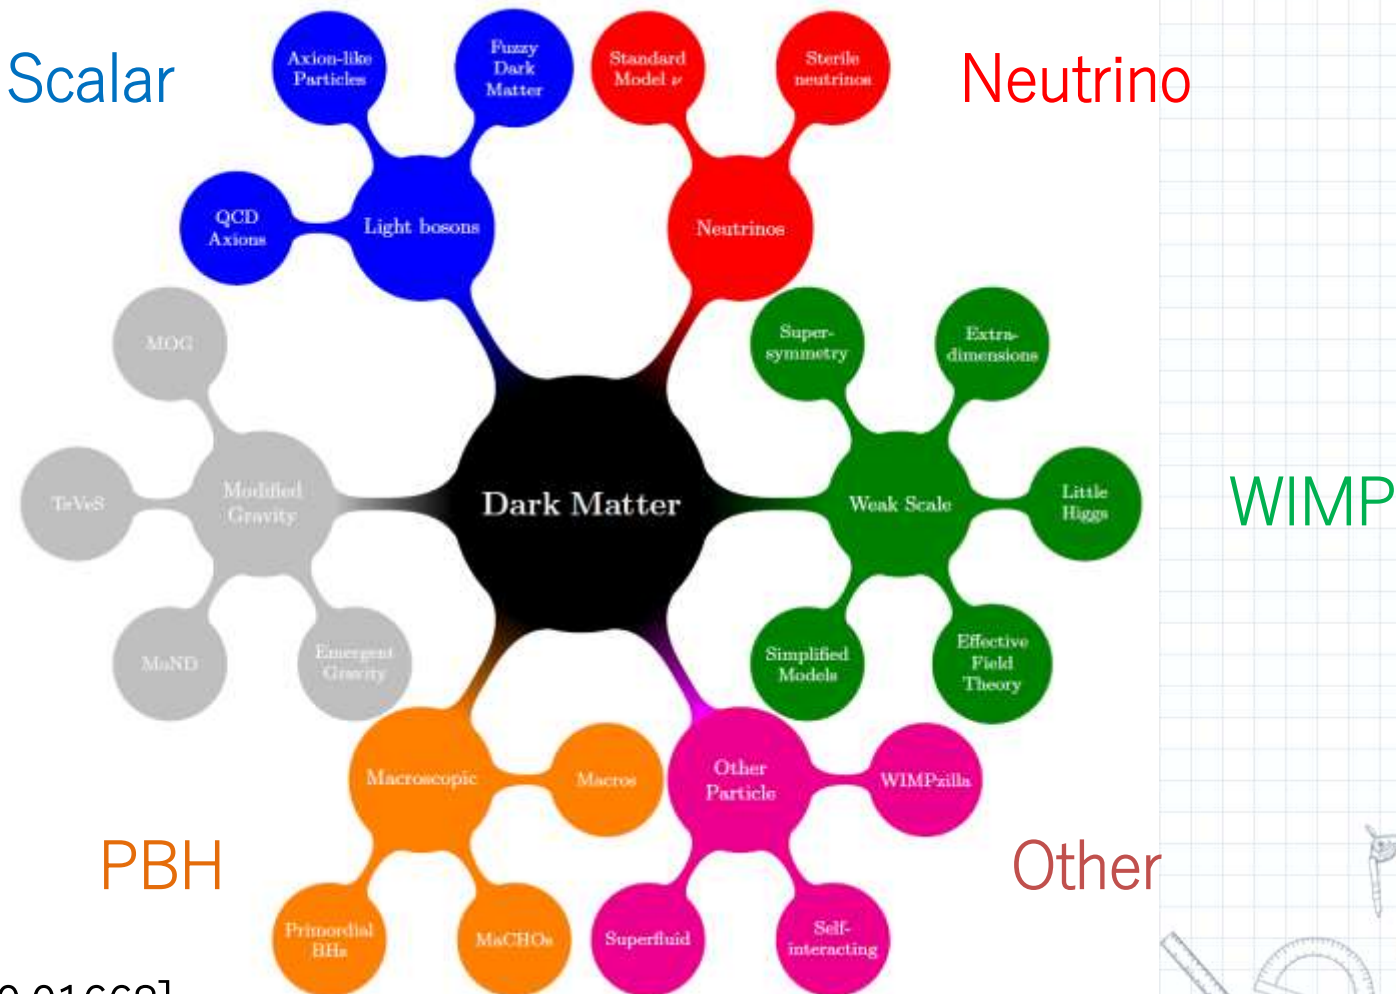 Scalar
Axion-like
Particles
Fuzzy
Dark
Matter
Standard
Model ν
Sterile
neutrinos
Neutrino
QCD
Axions
Light bosons
Neutrinos
MOG
Super-
symmetry
Extra-
dimensions
TeVeS
Modified
Gravity
Dark Matter
Weak Scale
Little
Higgs
WIMP
MoND
Emergent
Gravity
Simplified
Models
Effective
Field
Theory
Macroscopic
Macros
Other
Particle
WIMPzilla
PBH
Other
Primordial
BHs
MaCHOs
Superfluid
Self-
interacting